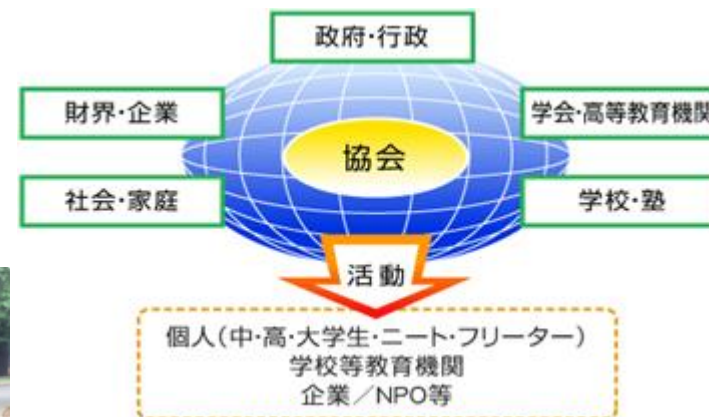 政府・行政
財界・企業
学会・高等教育機関
協会
社会・家庭
学校・塾
活動
個人(中・高・大学生・ニート・フリーター)
学校等教育機関
企業/NPO等